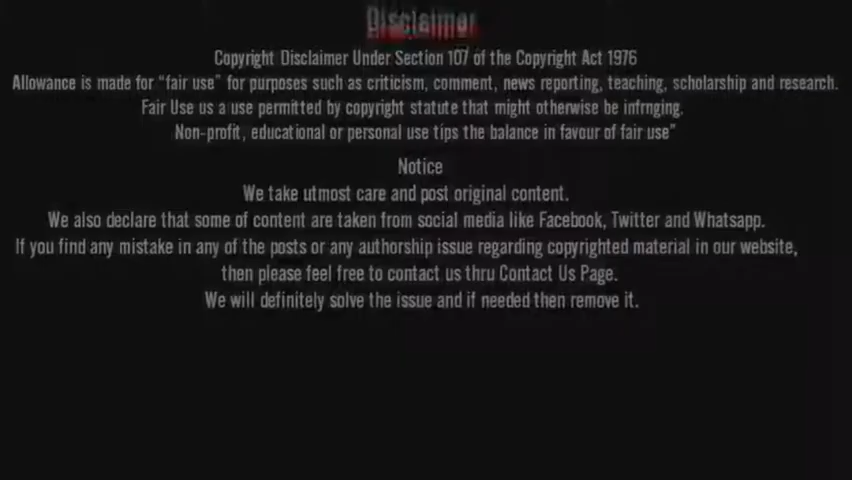 Disclaimer
Copyright Disclaimer Under Section 107 of the Copyright Act 1976
Allowance is made for “fair use” for purposes such as criticism, comment, news reporting, teaching, scholarship and research.
Fair Use us a use permitted by copyright statute that might otherwise be infrnging.
Non-profit, educational or personal use tips the balance in favour of fair use”
Notice
We take utmost care and post original content.
We also declare that some of content are taken from social media like Facebook, Twitter and Whatsapp.
If you find any mistake in any of the posts or any authorship issue regarding copyrighted material in our website,
then please feel free to contact us thru Contact Us Page.
We will definitely solve the issue and if needed then remove it.